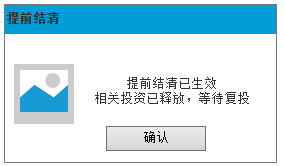 提前结清
提前结清已生效
相关投资已释放，等待复投
确认